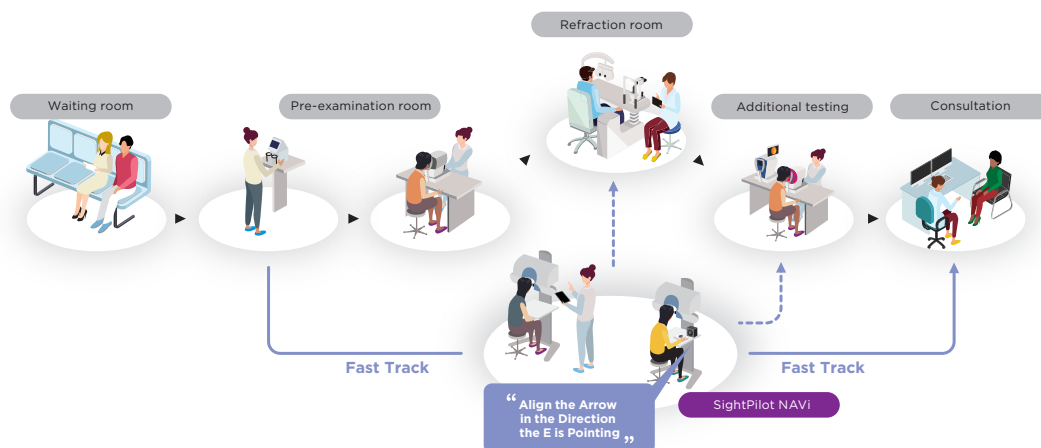 Refraction room
Waiting room
Pre-examination room
Additional testing
Consultation
Fast Track
Fast Track
“ Align the Arrow
in the Direction
the E is Pointing ”
SightPilot NAVi